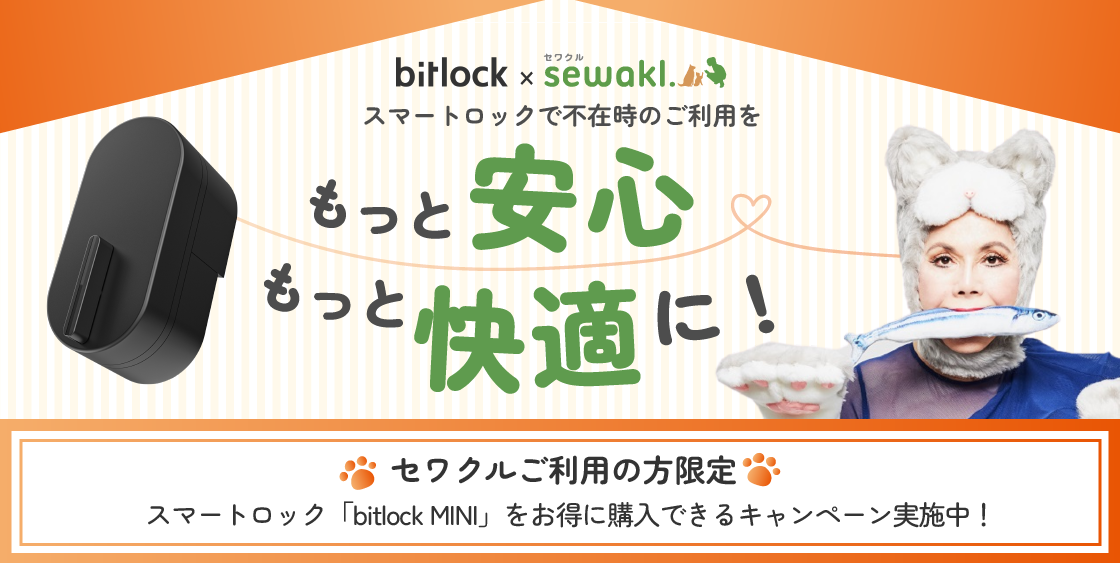 bitlock × sewakl.
セワクル
スマートロックで不在時のご利用を
もっと安心
もっと快適に！
セワクルご利用の方限定
スマートロック「bitlock MINI」をお得に購入できるキャンペーン実施中！